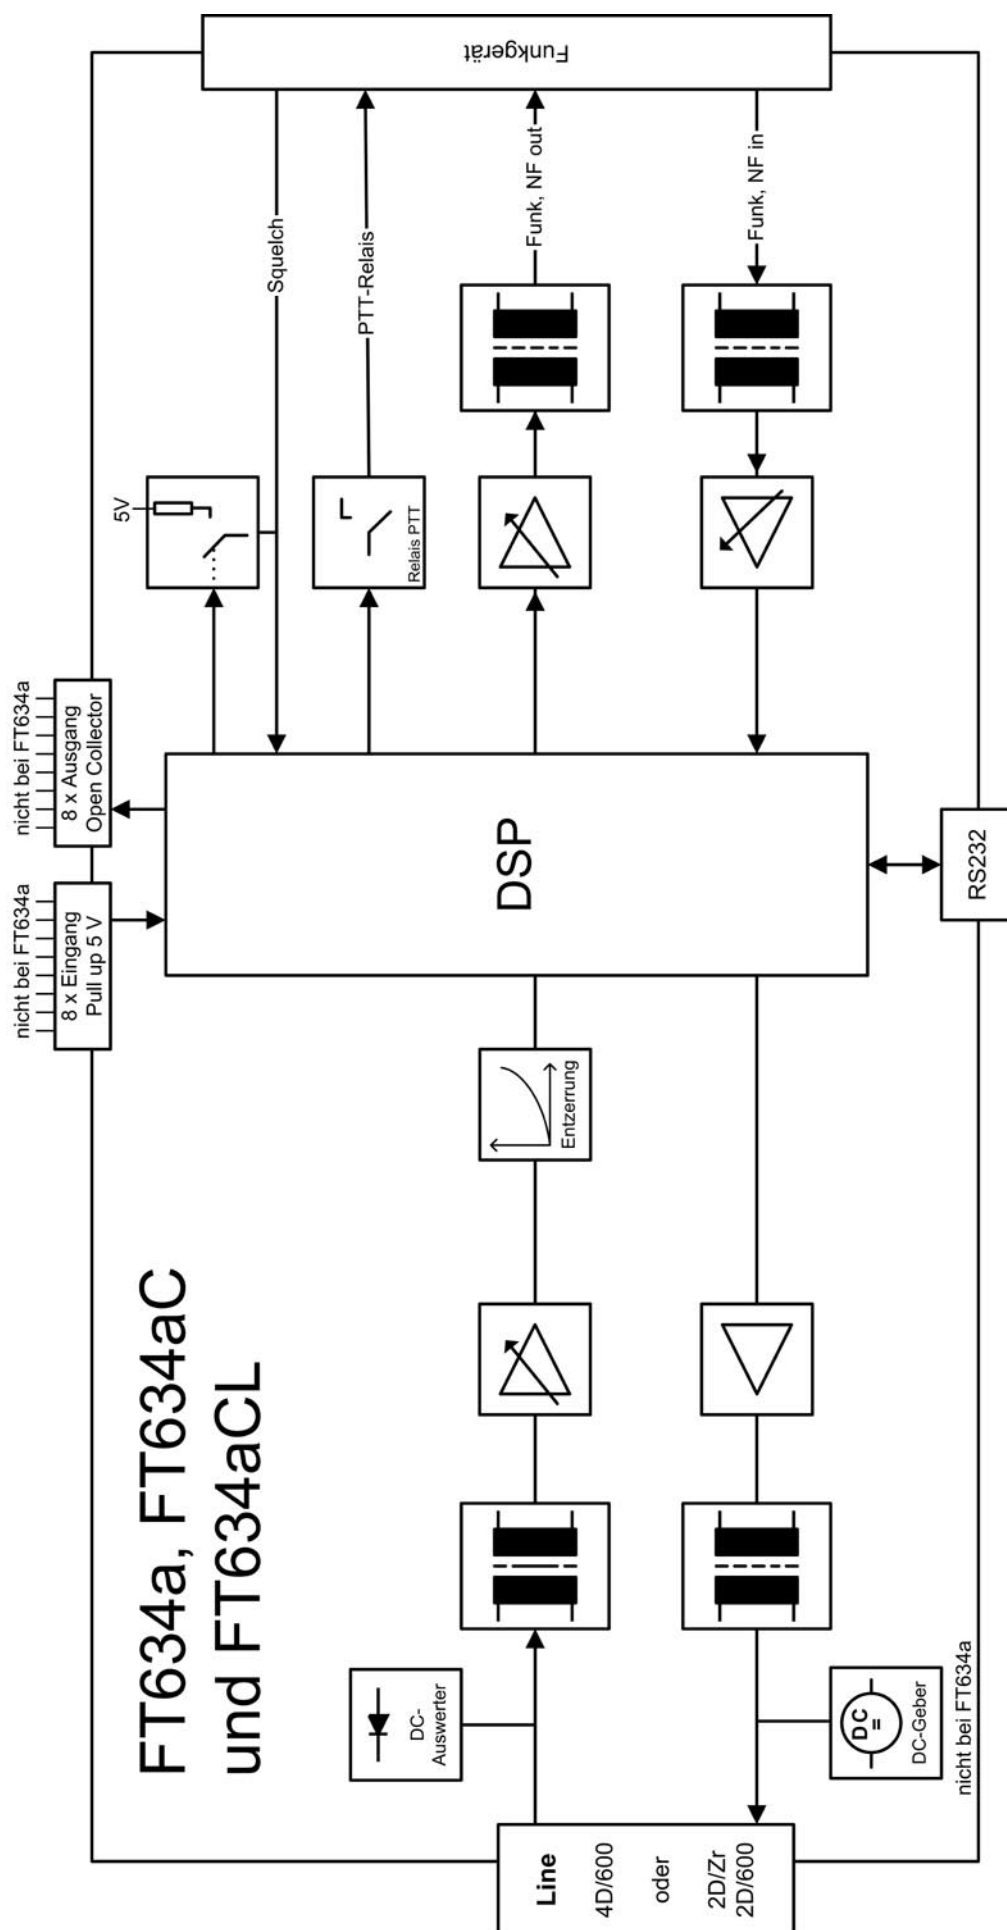 FT634a, FT634aC
und FT634aCL
nicht bei FT634a
8 x Eingang
Pull up 5 V
nicht bei FT634a
8 x Ausgang
Open Collector
5V
Squelch
Relais PTT
PTT-Relais
DC-
Auswerter
Entzerrung
DSP
Funk, NF out
Funkgerät
Line
4D/600
oder
2D/Zr
2D/600
Funk, NF in
DC
=
DC-Geber
nicht bei FT634a
RS232